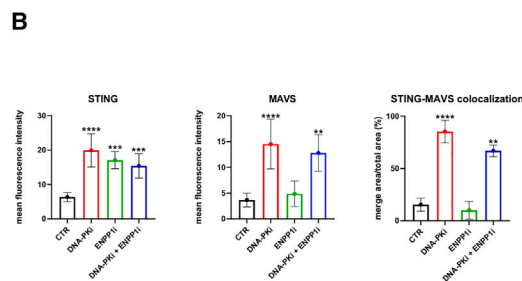 B
STING
mean fluorescence intensity
30
20
10
0
****
***
***
CTR
DNA-PKi
ENPP1i
DNA-PKi + ENPP1i
MAVS
mean fluorescence intensity
20
15
10
5
0
****
**
CTR
DNA-PKi
ENPP1i
DNA-PKi + ENPP1i
STING-MAVS colocalization
merge area/total area (%)
100
50
0
****
**
CTR
DNA-PKi
ENPP1i
DNA-PKi + ENPP1i